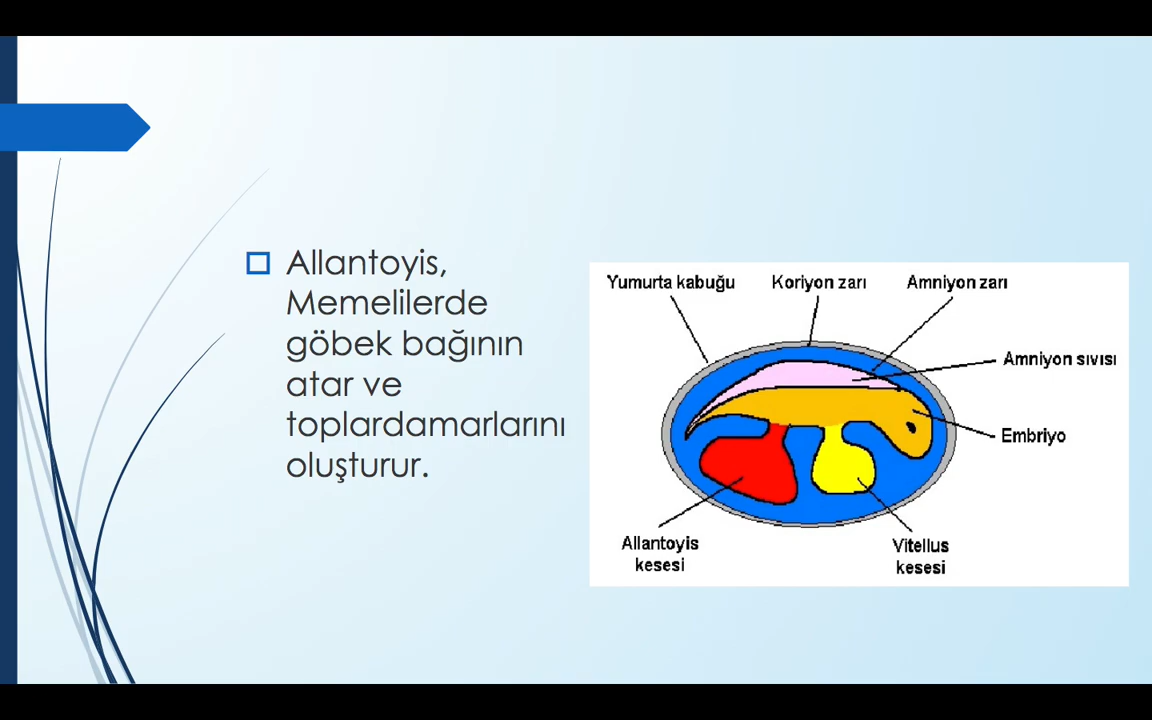 Allantoyis,
Memelilerde
göbek bağının
atar ve
toplardamarlarını
oluşturur.
Yumurta kabuğu
Koriyon zarı
Amniyon zarı
Amniyon sıvısı
Embriyo
Allantoyis
kesesi
Vitellus
kesesi